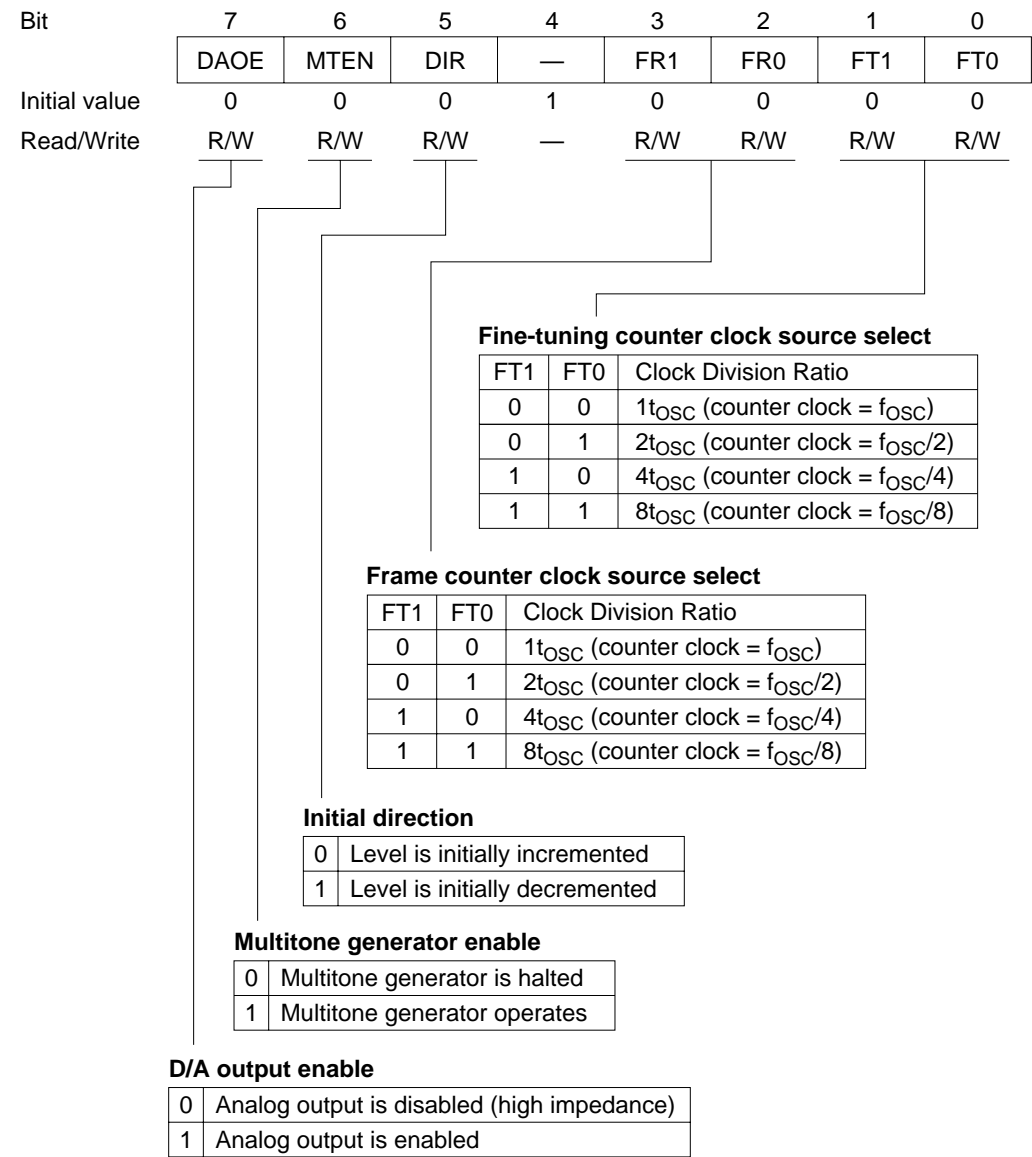 Bit 7 6 5 4 3 2 1 0
DAOE MTEN DIR — FR1 FR0 FT1 FT0
Initial value 0 0 0 1 0 0 0 0
Read/Write R/W R/W R/W — R/W R/W R/W R/W
Fine-tuning counter clock source select
FT1 FT0 Clock Division Ratio
0 0 1tOSC (counter clock = fOSC)
0 1 2tOSC (counter clock = fOSC/2)
1 0 4tOSC (counter clock = fOSC/4)
1 1 8tOSC (counter clock = fOSC/8)
Frame counter clock source select
FT1 FT0 Clock Division Ratio
0 0 1tOSC (counter clock = fOSC)
0 1 2tOSC (counter clock = fOSC/2)
1 0 4tOSC (counter clock = fOSC/4)
1 1 8tOSC (counter clock = fOSC/8)
Initial direction
0 Level is initially incremented
1 Level is initially decremented
Multitone generator enable
0 Multitone generator is halted
1 Multitone generator operates
D/A output enable
0 Analog output is disabled (high impedance)
1 Analog output is enabled